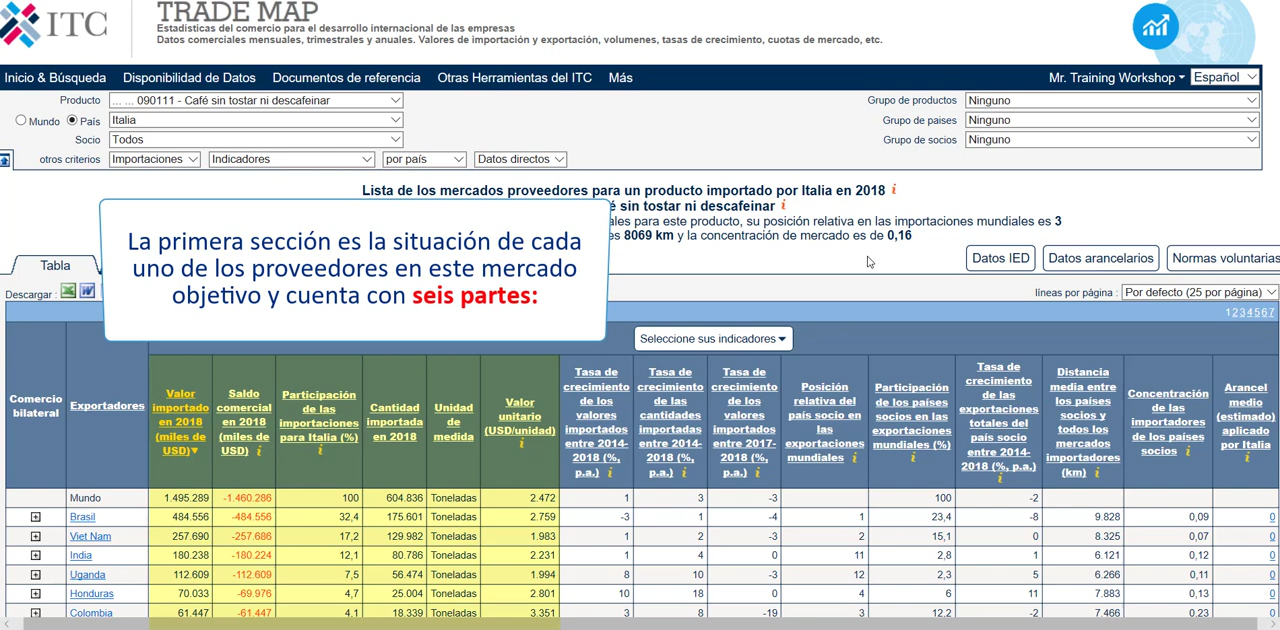 ITC
TRADE MAP
Estadísticas del comercio para el desarrollo internacional de las empresas
Datos comerciales mensuales, trimestrales y anuales. Valores de importación y exportación, volumenes, tasas de crecimiento, cuotas de mercado, etc.
Inicio & Búsqueda Disponibilidad de Datos Documentos de referencia Otras Herramientas del ITC Más Mr. Training Workshop Español
Producto ... ... 090111 - Café sin tostar ni descafeinar Grupo de productos Ninguno
Mundo País Italia Grupo de paises Ninguno
Socio Todos Grupo de socios Ninguno
otros criterios Importaciones Indicadores por país Datos directos
Lista de los mercados proveedores para un producto importado por Italia en 2018 i
é sin tostar ni descafeinar i
ales para este producto, su posición relativa en las importaciones mundiales es 3
es 8069 km y la concentración de mercado es de 0,16
La primera sección es la situación de cada
uno de los proveedores en este mercado
objetivo y cuenta con seis partes:
Tabla
Datos IED Datos arancelarios Normas voluntarias
Descargar :
líneas por página : Por defecto (25 por página)
1234567
Seleccione sus indicadores
Comercio
bilateral
Exportadores
Valor
importado
en 2018
(miles de
USD)
Saldo
comercial
en 2018
(miles de
USD) i
Participación
de las
importaciones
para Italia (%)
i
Cantidad
importada
en 2018
Unidad
de
medida
Valor
unitario
(USD/unidad)
i
Tasa de
crecimiento
de los
valores
importados
entre 2014-
2018 (%,
p.a.) i
Tasa de
crecimiento
de las
cantidades
importadas
entre 2014-
2018 (%,
p.a.) i
Tasa de
crecimiento
de los
valores
importados
entre 2017-
2018 (%,
p.a.) i
Posición
relativa del
país socio en
las
exportaciones
mundiales i
Participación
de los países
socios en las
exportaciones
mundiales (%)
i
Tasa de
crecimiento
de las
exportaciones
totales del
país socio
entre 2014-
2018 (%, p.a.)
i
Distancia
media entre
los países
socios y
todos los
mercados
importadores
(km) i
Concentración
de las
importadores
de los países
socios i
Arancel
medio
(estimado)
aplicado
por Italia
i
Mundo 1.495.289 -1.460.286 100 604.836 Toneladas 2.472 1 3 -3 100 -2
Brasil 484.556 -484.556 32,4 175.601 Toneladas 2.759 -3 1 -4 1 23,4 -8 9.828 0,09 0
Viet Nam 257.690 -257.686 17,2 129.982 Toneladas 1.983 1 2 -3 2 15,1 0 8.325 0,07 0
India 180.238 -180.224 12,1 80.786 Toneladas 2.231 1 4 0 11 2,8 1 6.121 0,12 0
Uganda 112.609 -112.609 7,5 56.474 Toneladas 1.994 8 10 -3 12 2,3 5 6.266 0,11 0
Honduras 70.033 -69.976 4,7 25.004 Toneladas 2.801 10 18 0 4 6 11 7.883 0,13 0
Colombia 61.447 -61.447 4,1 18.339 Toneladas 3.351 3 8 -19 3 12,2 -2 7.466 0,23 0